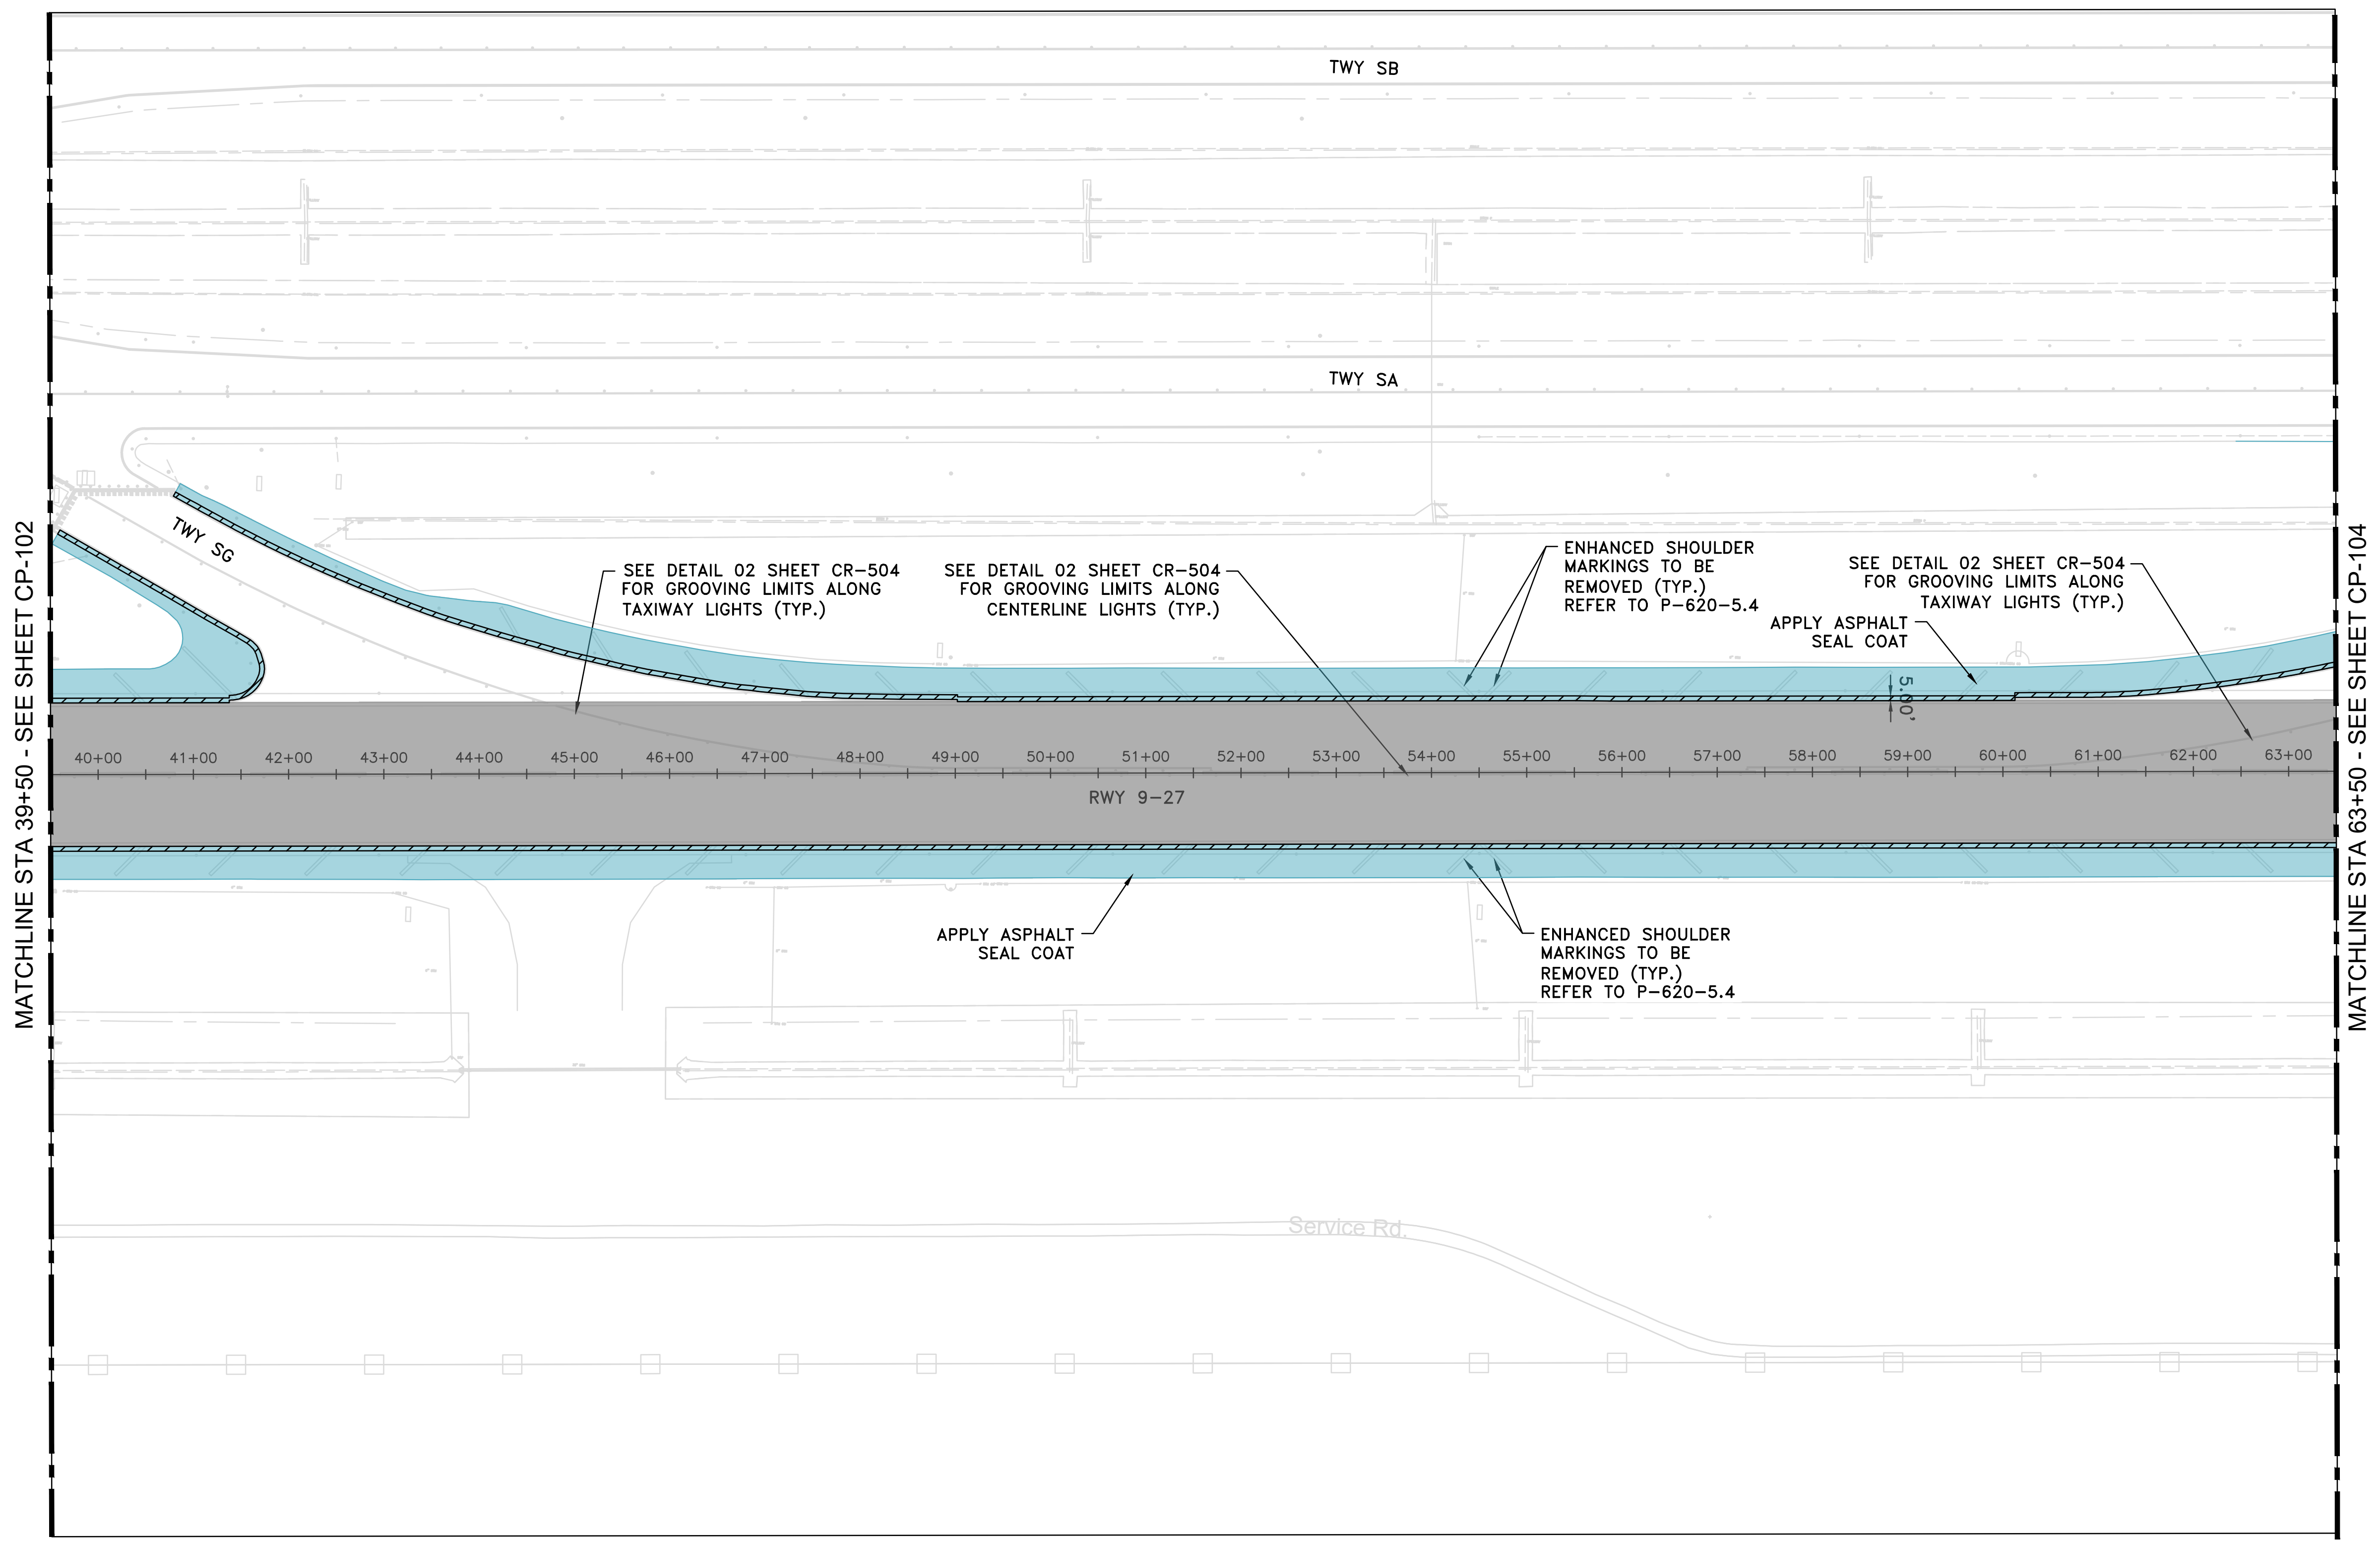 TWY SB
TWY SA
TWY SG
MATCHLINE STA 39+50 - SEE SHEET CP-102
MATCHLINE STA 63+50 - SEE SHEET CP-104
SEE DETAIL 02 SHEET CR-504
FOR GROOVING LIMITS ALONG
TAXIWAY LIGHTS (TYP.)
SEE DETAIL 02 SHEET CR-504
FOR GROOVING LIMITS ALONG
CENTERLINE LIGHTS (TYP.)
ENHANCED SHOULDER
MARKINGS TO BE
REMOVED (TYP.)
REFER TO P-620-5.4
SEE DETAIL 02 SHEET CR-504
FOR GROOVING LIMITS ALONG
TAXIWAY LIGHTS (TYP.)
APPLY ASPHALT
SEAL COAT
5.00'
40+00 41+00 42+00 43+00 44+00 45+00 46+00 47+00 48+00 49+00 50+00 51+00 52+00 53+00 54+00 55+00 56+00 57+00 58+00 59+00 60+00 61+00 62+00 63+00
RWY 9-27
APPLY ASPHALT
SEAL COAT
ENHANCED SHOULDER
MARKINGS TO BE
REMOVED (TYP.)
REFER TO P-620-5.4
Service Rd.